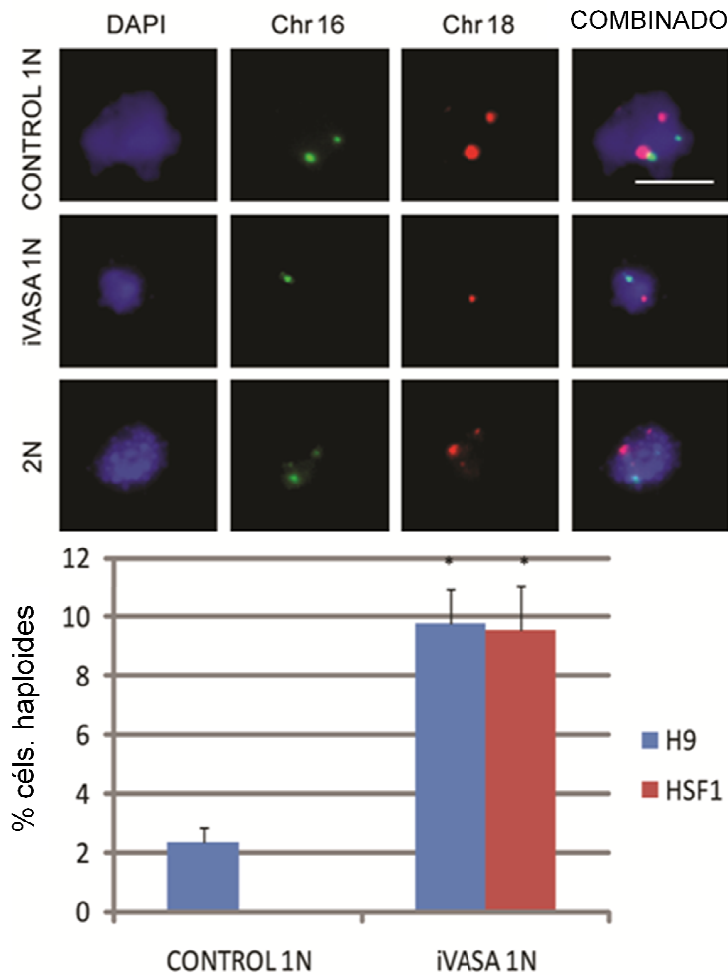 DAPI Chr 16 Chr 18 COMBINADO
CONTROL 1N
iVASA 1N
2N
% céls. haploides
12
10
8
6
4
2
0
* *
CONTROL 1N iVASA 1N
H9
HSF1